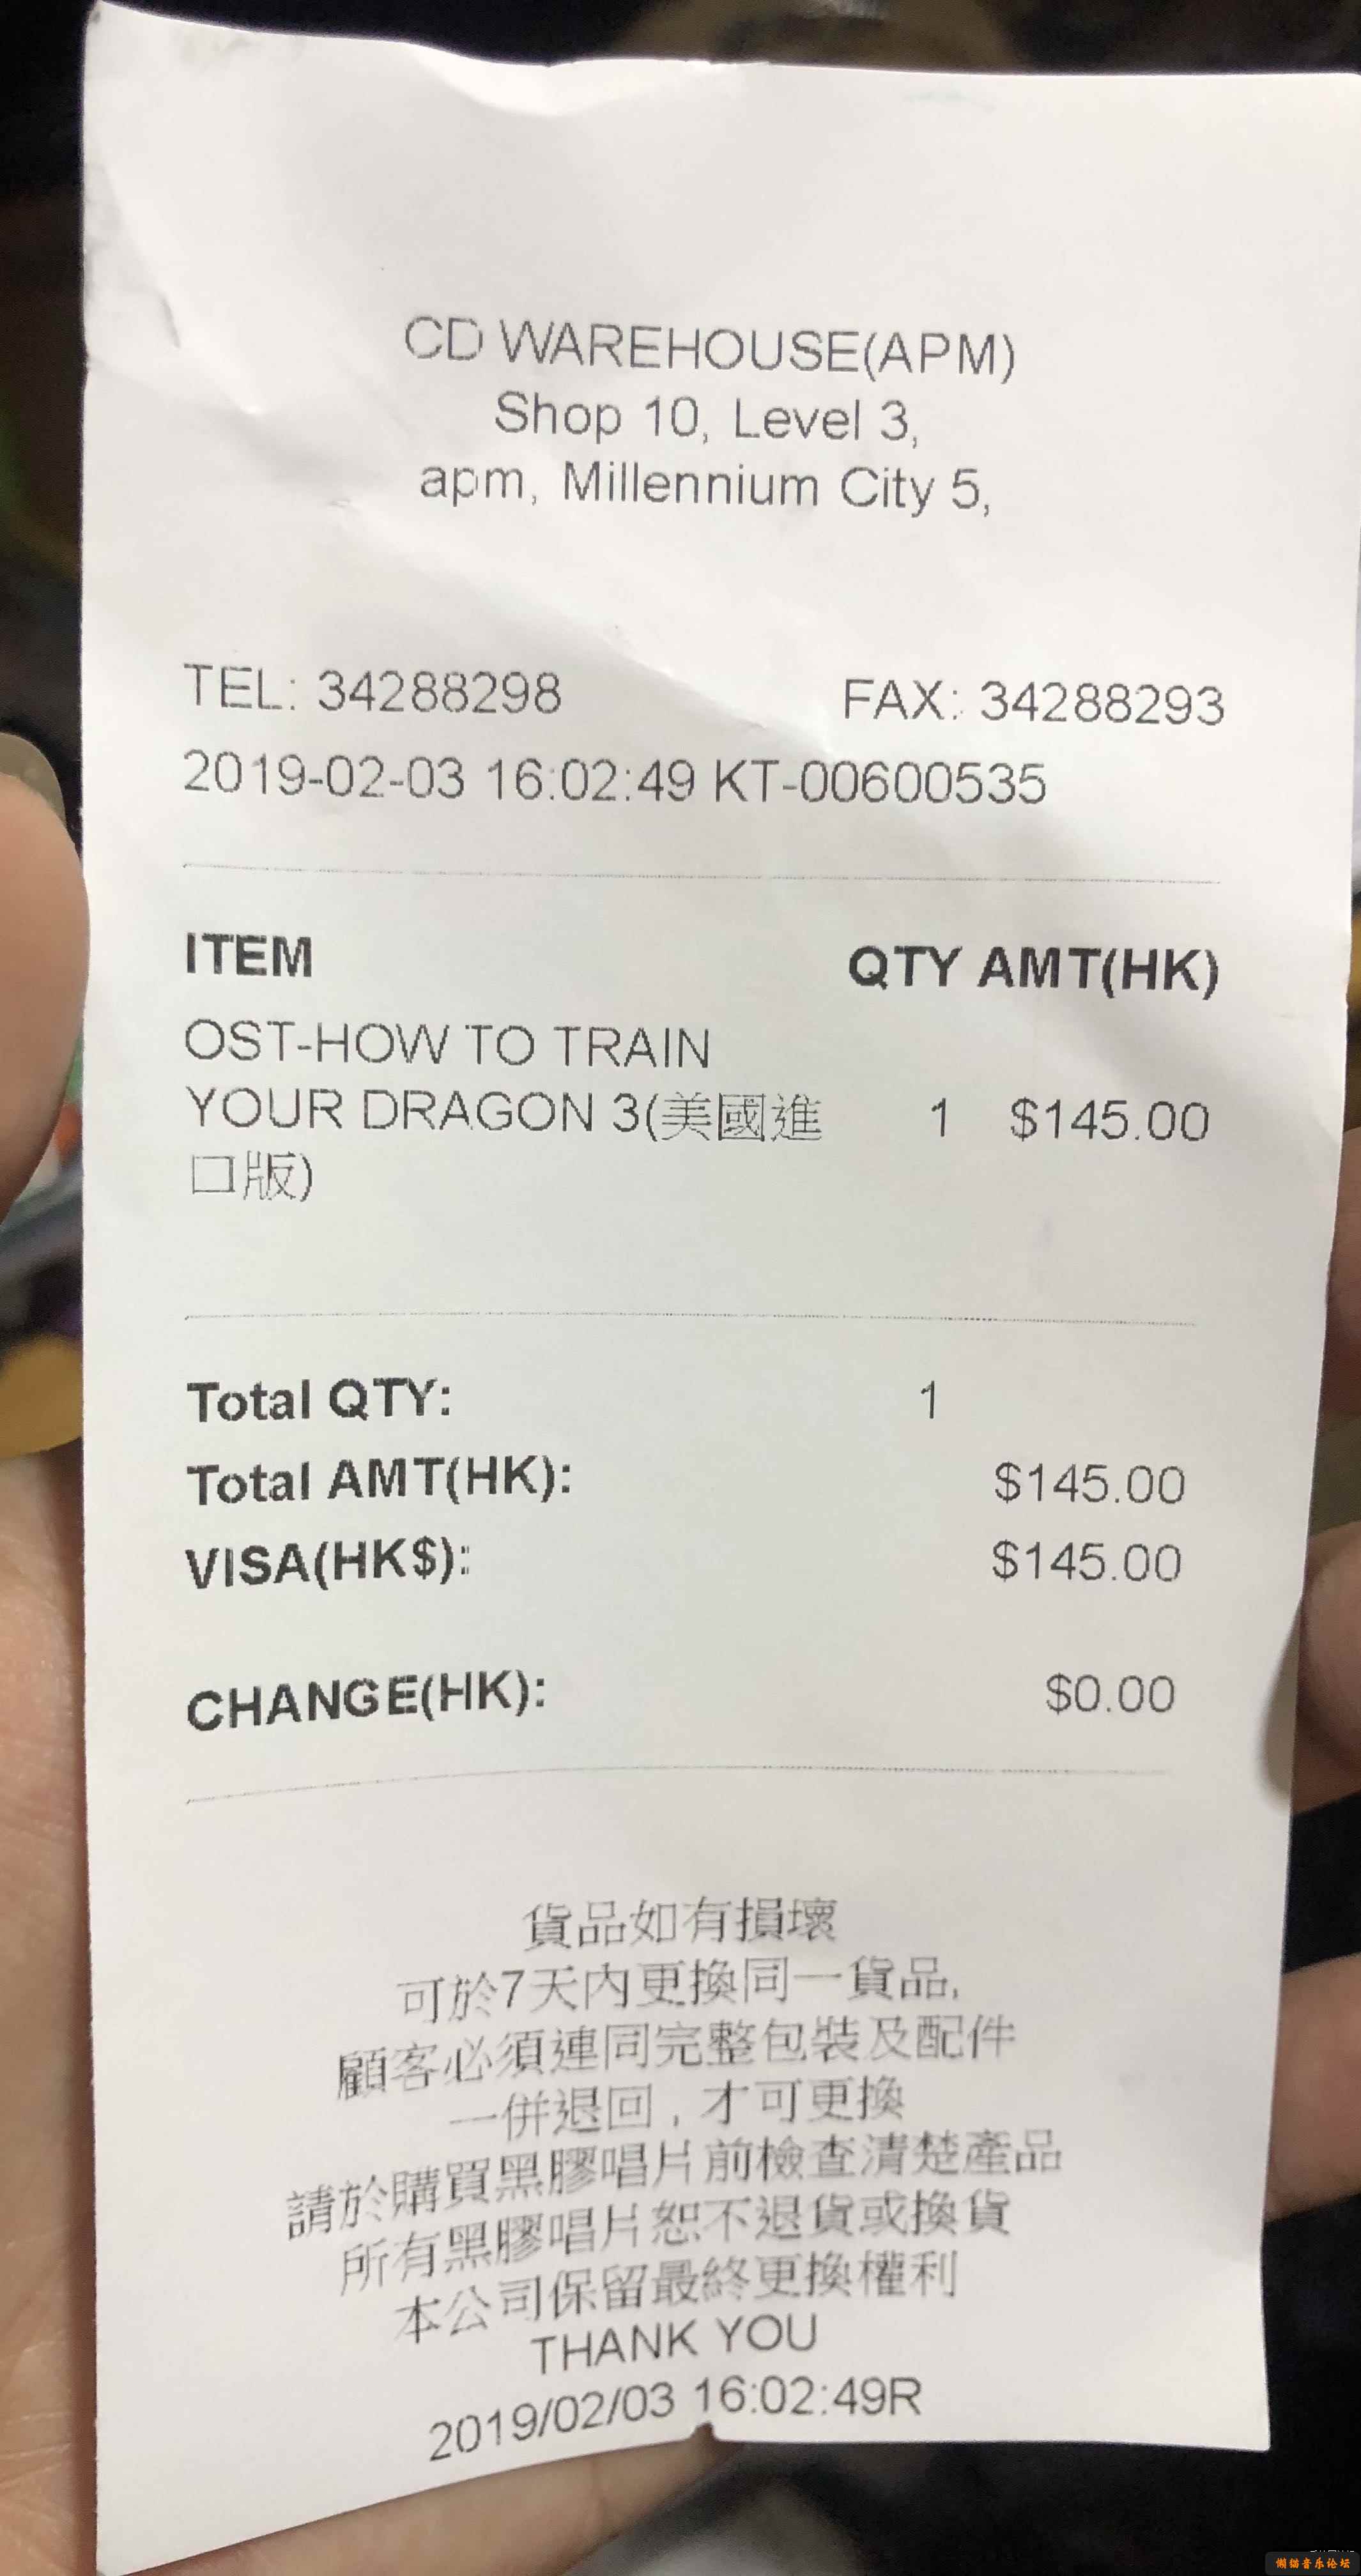 CD WAREHOUSE(APM)
Shop 10, Level 3,
apm, Millennium City 5,
TEL: 34288298 FAX: 34288293
2019-02-03 16:02:49 KT-00600535
ITEM QTY AMT(HK)
OST-HOW TO TRAIN
YOUR DRAGON 3(美國進 1 $145.00
口版)
Total QTY: 1
Total AMT(HK): $145.00
VISA(HK$): $145.00
CHANGE(HK): $0.00
貨品如有損壞
可於7天內更換同一貨品,
顧客必須連同完整包裝及配件
一併退回,才可更換
請於購買黑膠唱片前檢查清楚產品
所有黑膠唱片恕不退貨或換貨
本公司保留最終更換權利
THANK YOU
2019/02/03 16:02:49R
懒猫音乐论坛